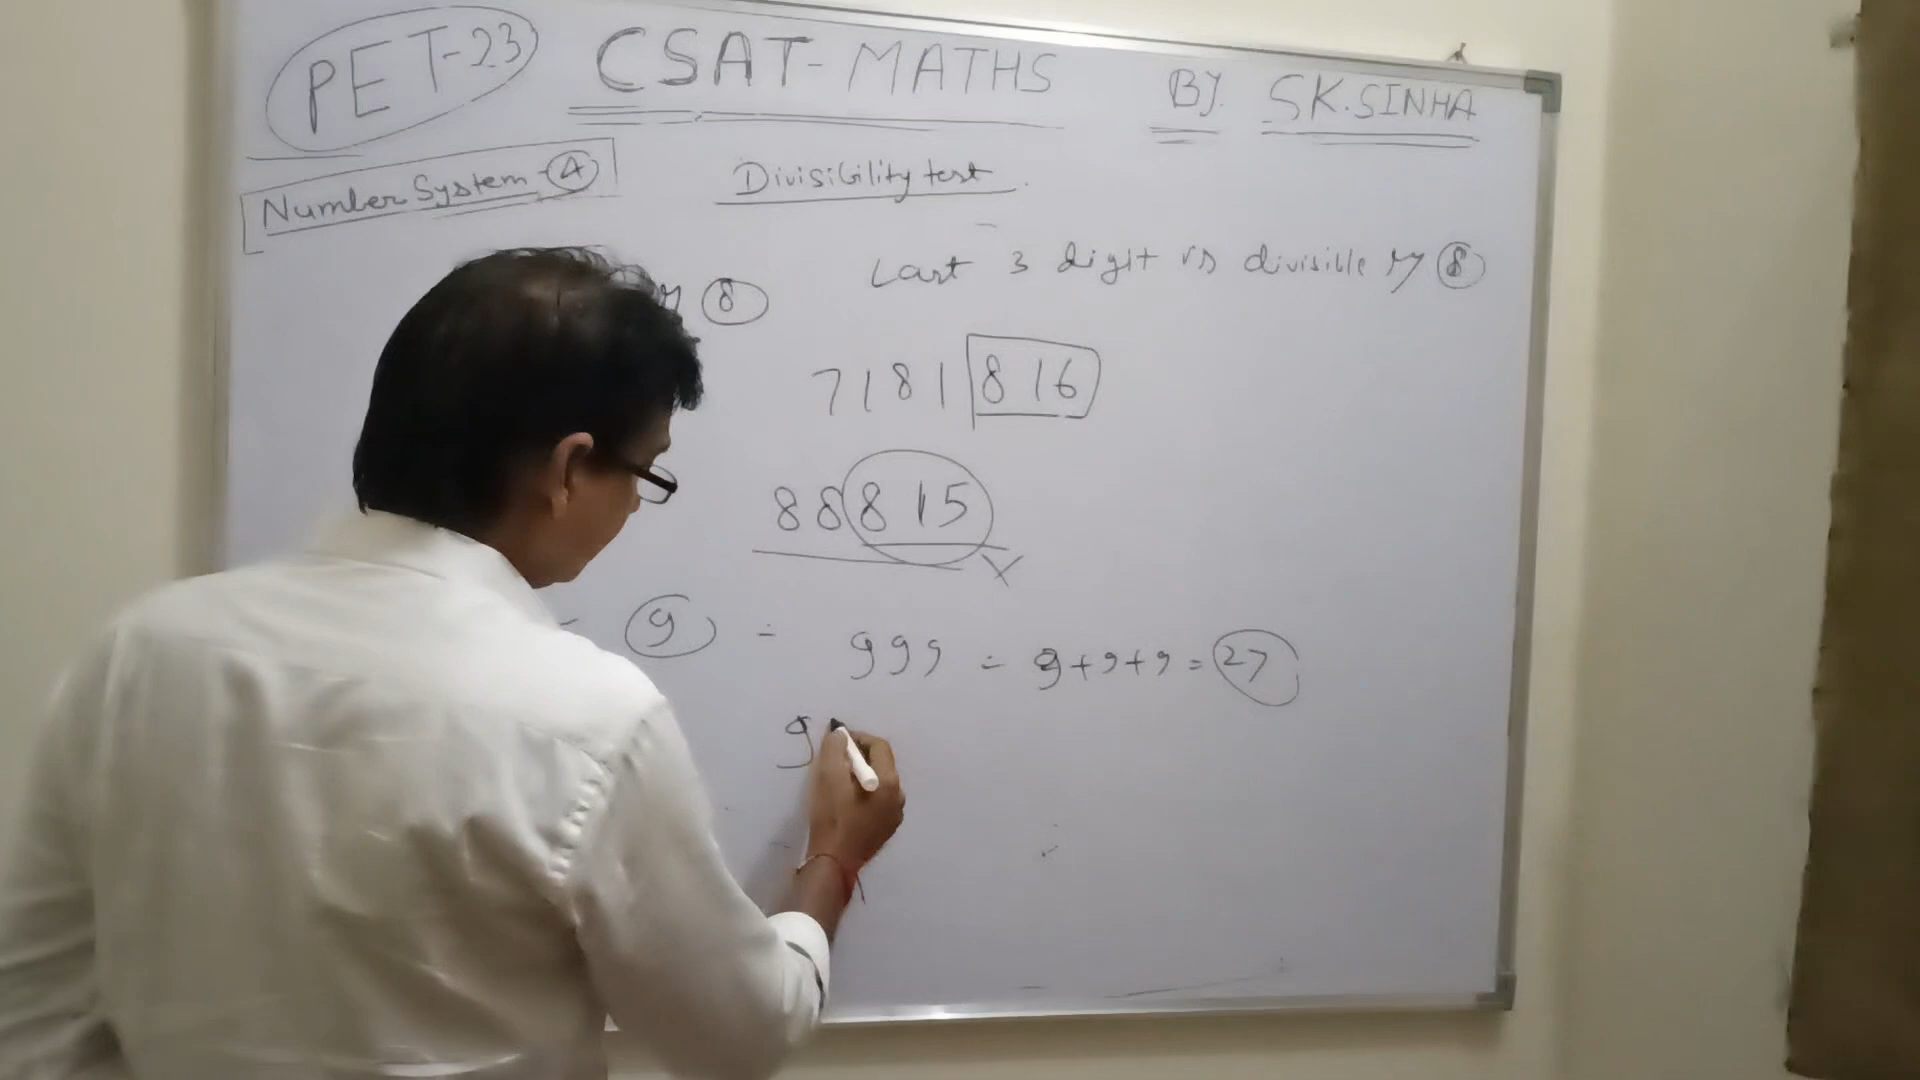 PET-23 CSAT-MATHS BY. SK.SINHA
Number System-4 Divisibility test
Last 3 digit is divisible by 8
8
7181 816
88815 X
9 - 999 = 9+9+9=27
9